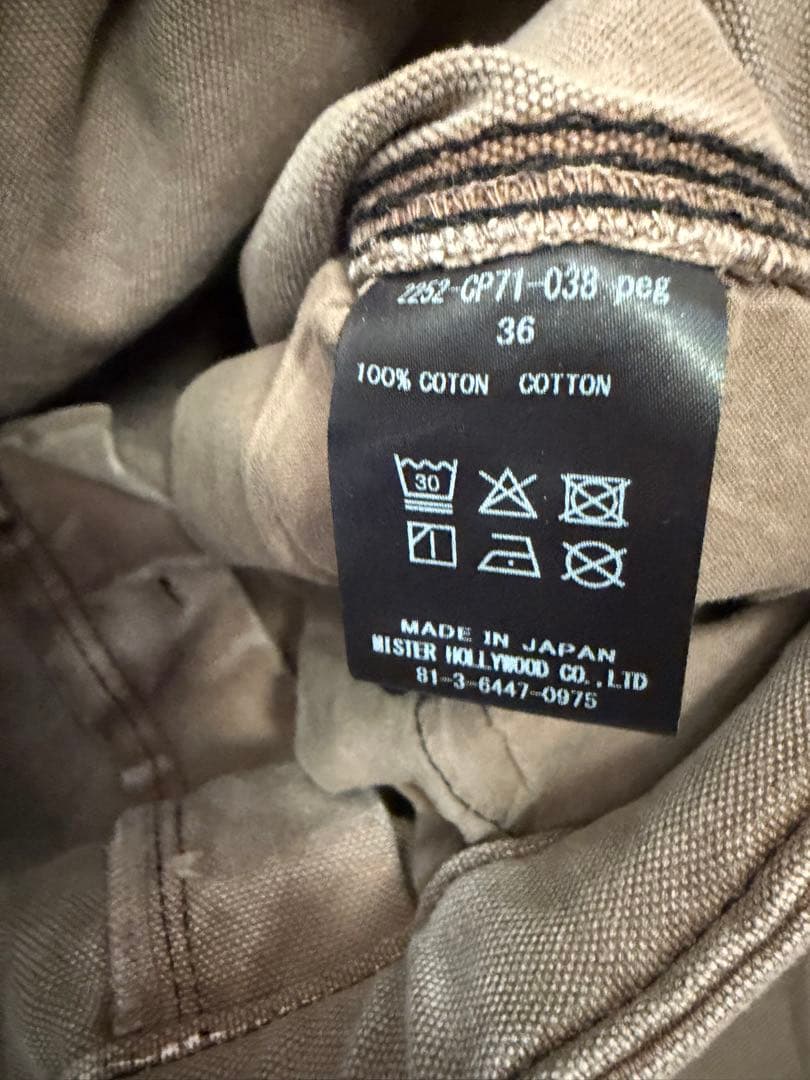 2252-CP71-038 peg
36
100% COTON COTTON
30
MADE IN JAPAN
MISTER HOLLYWOOD CO.,LTD
81-3-6447-0975